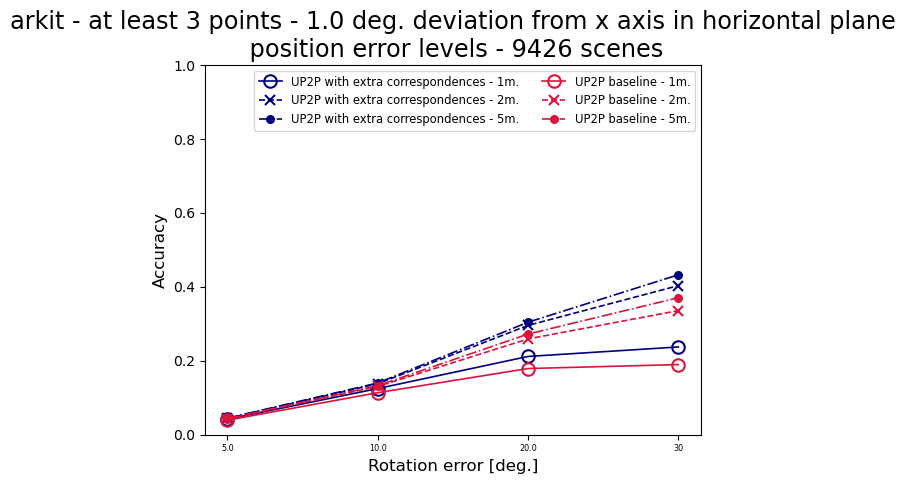 arkit - at least 3 points - 1.0 deg. deviation from x axis in horizontal plane
position error levels - 9426 scenes
UP2P with extra correspondences - 1m.
UP2P with extra correspondences - 2m.
UP2P with extra correspondences - 5m.
UP2P baseline - 1m.
UP2P baseline - 2m.
UP2P baseline - 5m.
1.0
0.8
0.6
0.4
0.2
0.0
Accuracy
5.0
10.0
20.0
30
Rotation error [deg.]